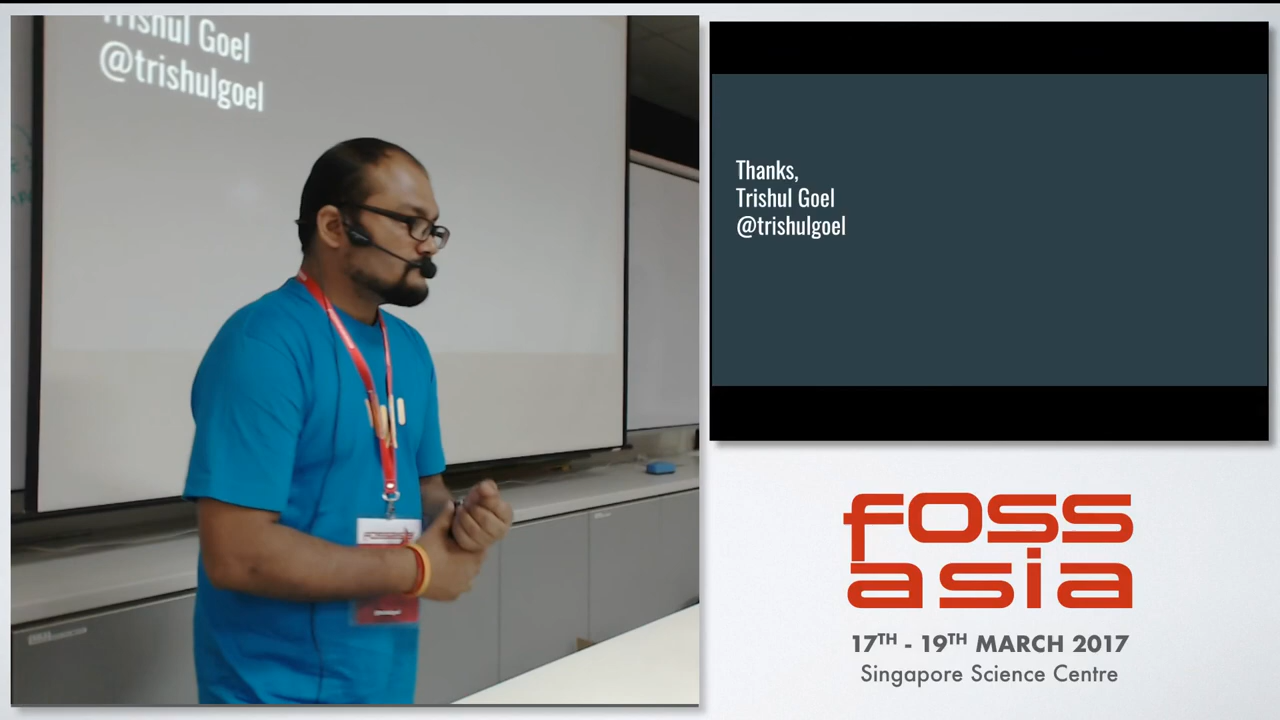 Trishul Goel
@trishulgoel
Thanks,
Trishul Goel
@trishulgoel
FOSS
asia
17TH - 19TH MARCH 2017
Singapore Science Centre